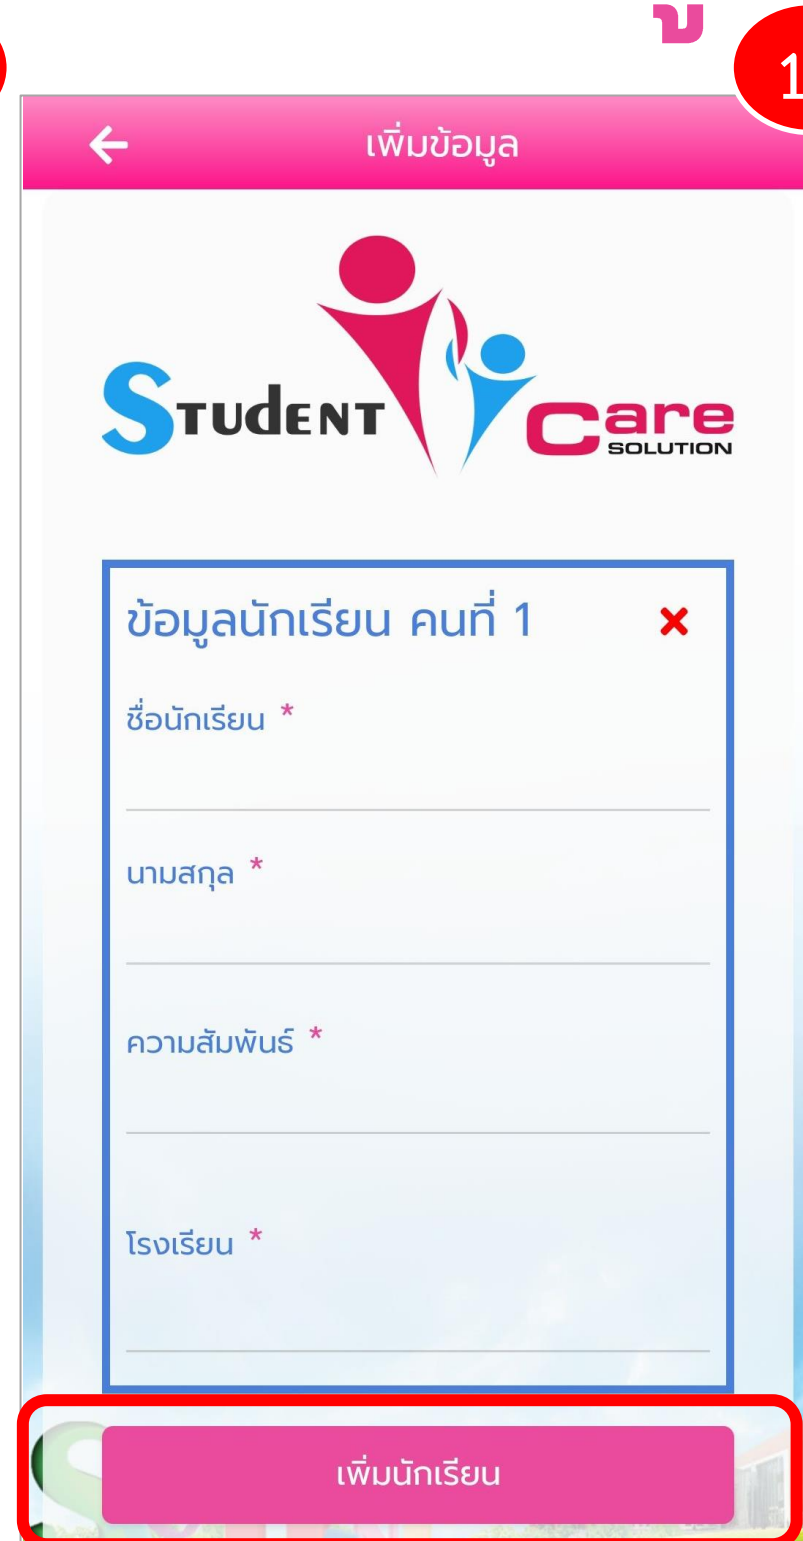 1
เพิ่มข้อมูล
STUDENT Care
SOLUTION
ข้อมูลนักเรียน คนที่ 1
ชื่อนักเรียน *
นามสกุล *
ความสัมพันธ์ *
โรงเรียน *
เพิ่มนักเรียน